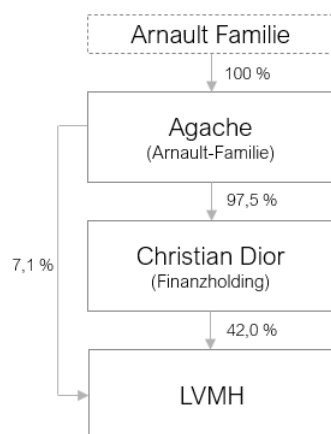 Arnault Familie
100 %
Agache
(Arnault-Familie)
97,5 %
7,1 %
Christian Dior
(Finanzholding)
42,0 %
LVMH